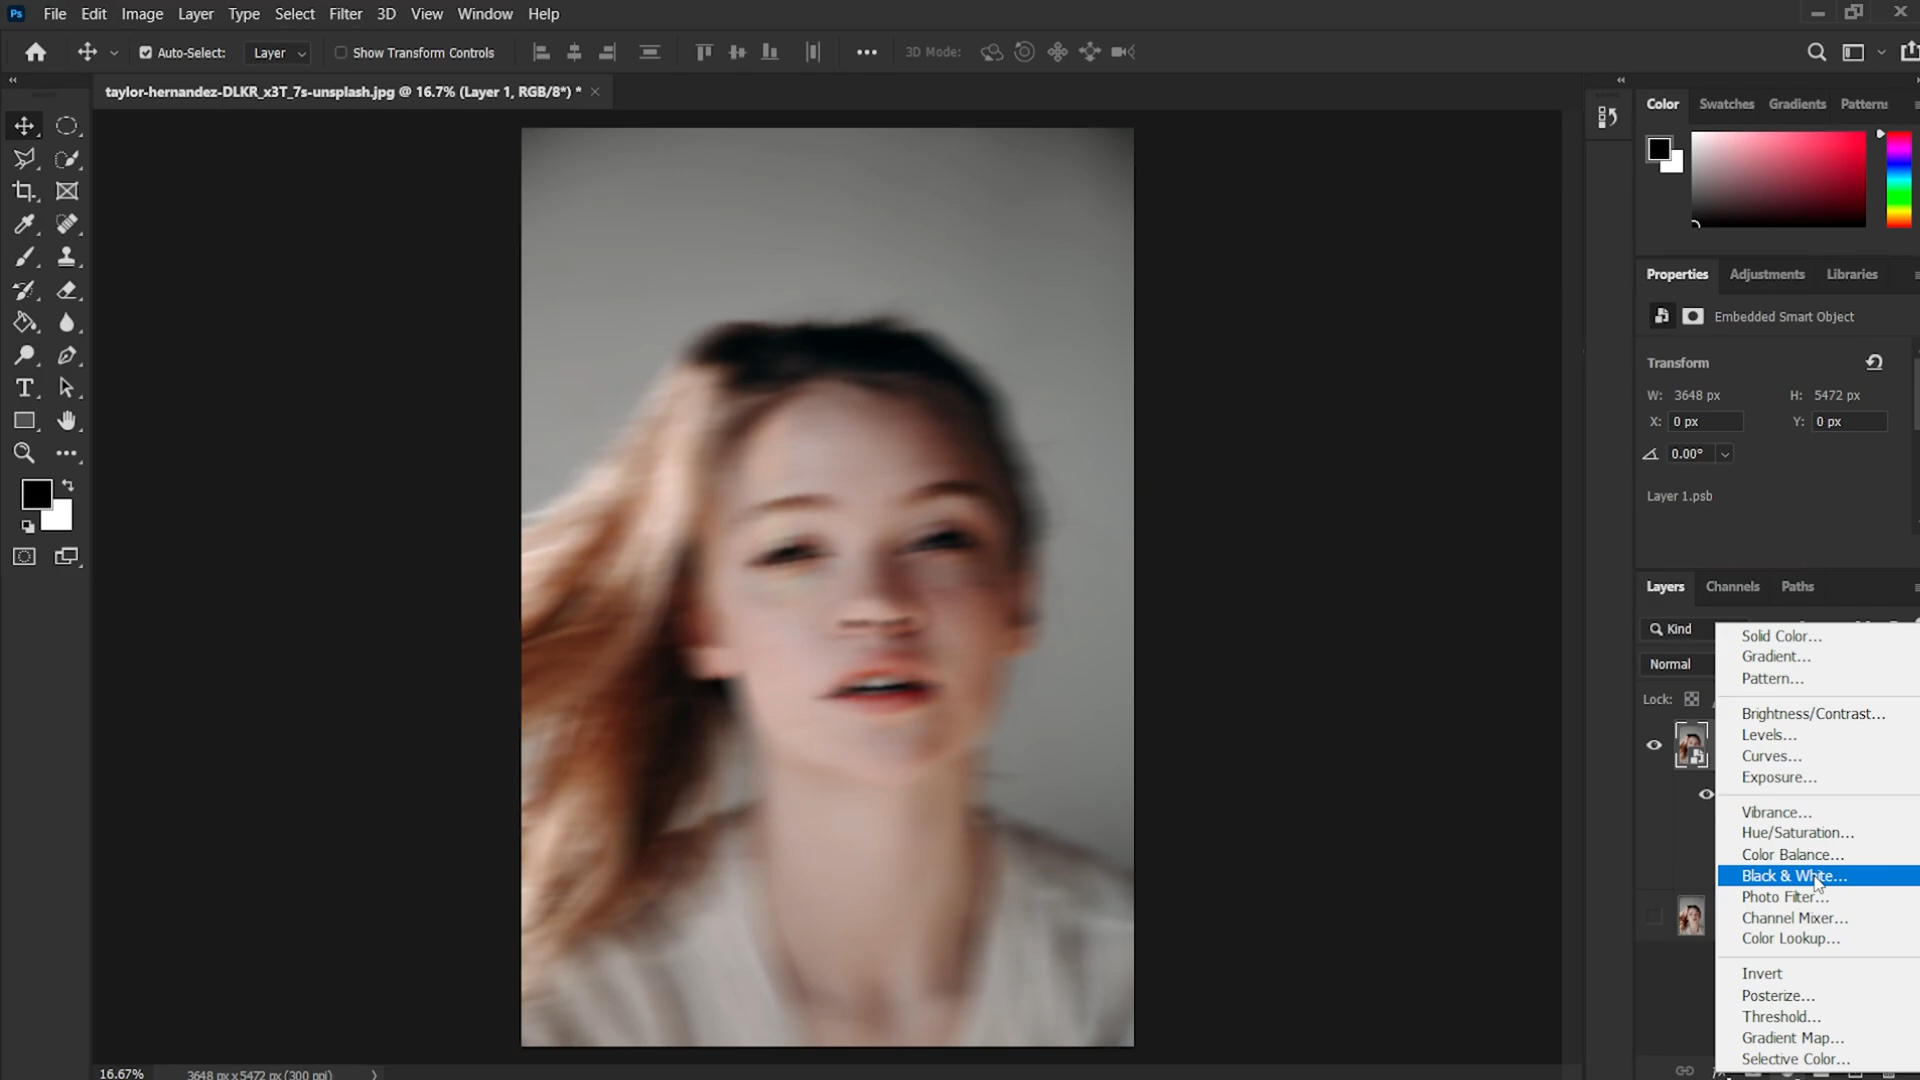 Ps File Edit Image Layer Type Select Filter 3D View Window Help
Auto-Select: Layer Show Transform Controls 3D Mode:
taylor-hernandez-DLKR_x3T_7s-unsplash.jpg @ 16.7% (Layer 1, RGB/8*) *
Color Swatches Gradients Patterns
Properties Adjustments Libraries
Embedded Smart Object
Transform
W: 3648 px H: 5472 px
X: 0 px Y: 0 px
0.00°
Layer 1.psb
Layers Channels Paths
Kind
Normal
Lock:
Solid Color...
Gradient...
Pattern...
Brightness/Contrast...
Levels...
Curves...
Exposure...
Vibrance...
Hue/Saturation...
Color Balance...
Black & White...
Photo Filter...
Channel Mixer...
Color Lookup...
Invert
Posterize...
Threshold...
Gradient Map...
Selective Color...
16.67% 3648 px x 5472 px (300 ppi)